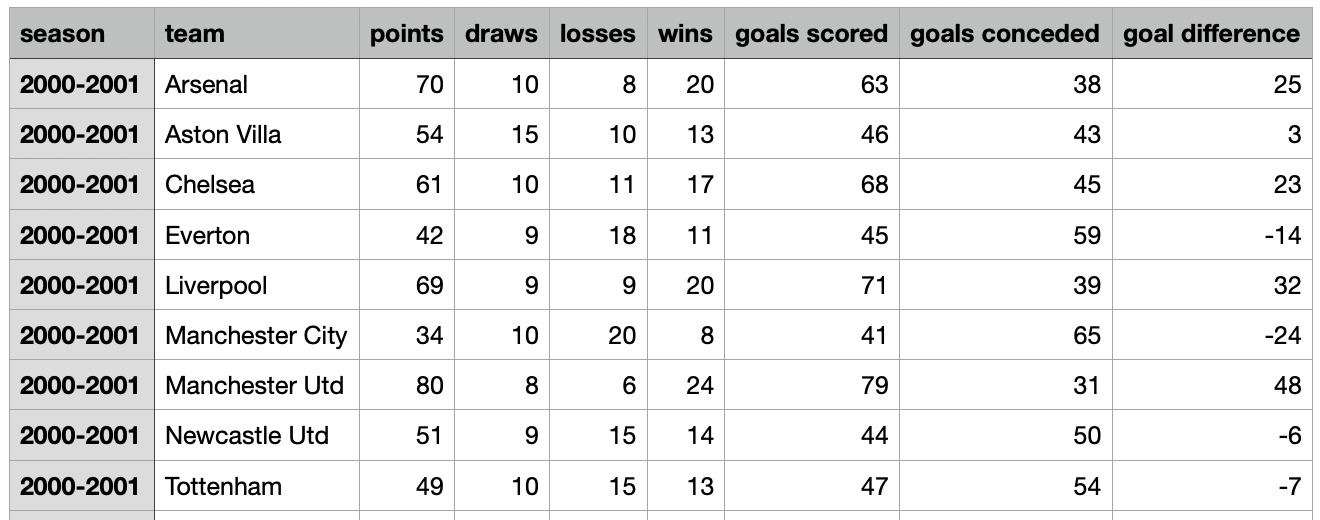 season team points draws losses wins goals scored goals conceded goal difference
2000-2001 Arsenal 70 10 8 20 63 38 25
2000-2001 Aston Villa 54 15 10 13 46 43 3
2000-2001 Chelsea 61 10 11 17 68 45 23
2000-2001 Everton 42 9 18 11 45 59 -14
2000-2001 Liverpool 69 9 9 20 71 39 32
2000-2001 Manchester City 34 10 20 8 41 65 -24
2000-2001 Manchester Utd 80 8 6 24 79 31 48
2000-2001 Newcastle Utd 51 9 15 14 44 50 -6
2000-2001 Tottenham 49 10 15 13 47 54 -7